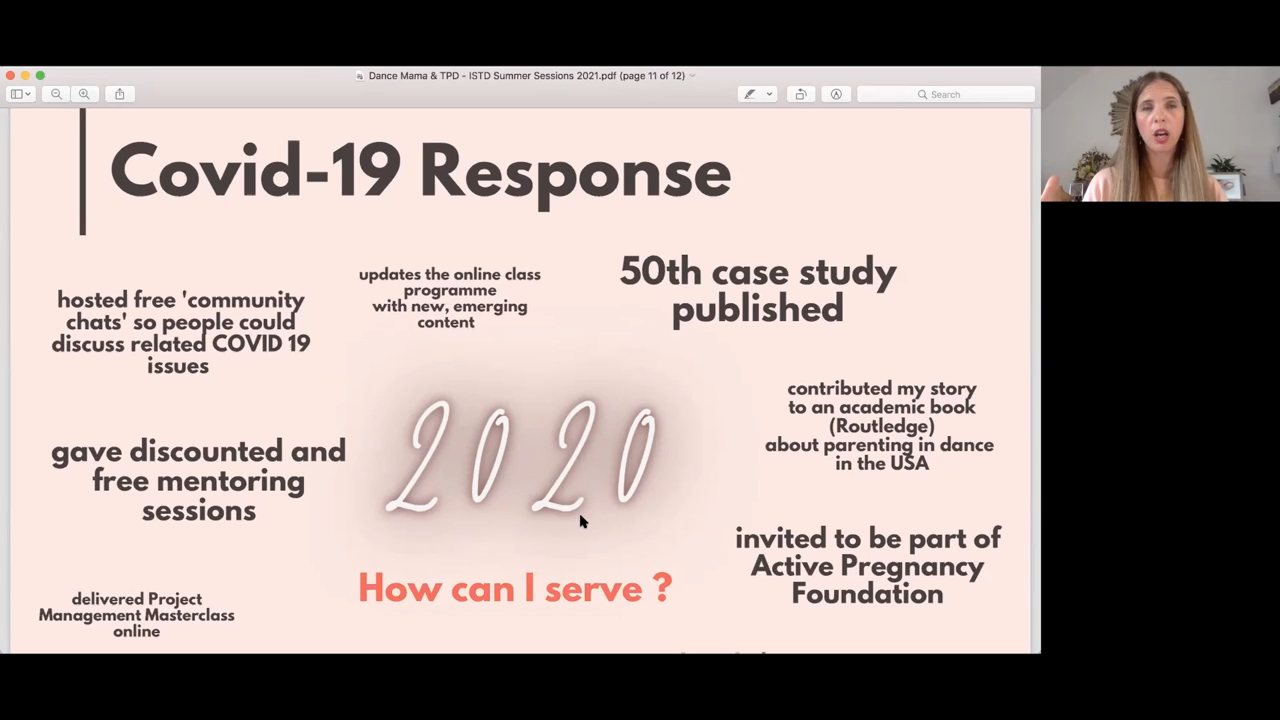 Dance Mama & TPD - ISTD Summer Sessions 2021.pdf (page 11 of 12)
Search
Covid-19 Response
hosted free 'community
chats' so people could
discuss related COVID 19
issues
updates the online class
programme
with new, emerging
content
50th case study
published
contributed my story
to an academic book
(Routledge)
about parenting in dance
in the USA
gave discounted and
free mentoring
sessions
2020
How can I serve ?
invited to be part of
Active Pregnancy
Foundation
delivered Project
Management Masterclass
online